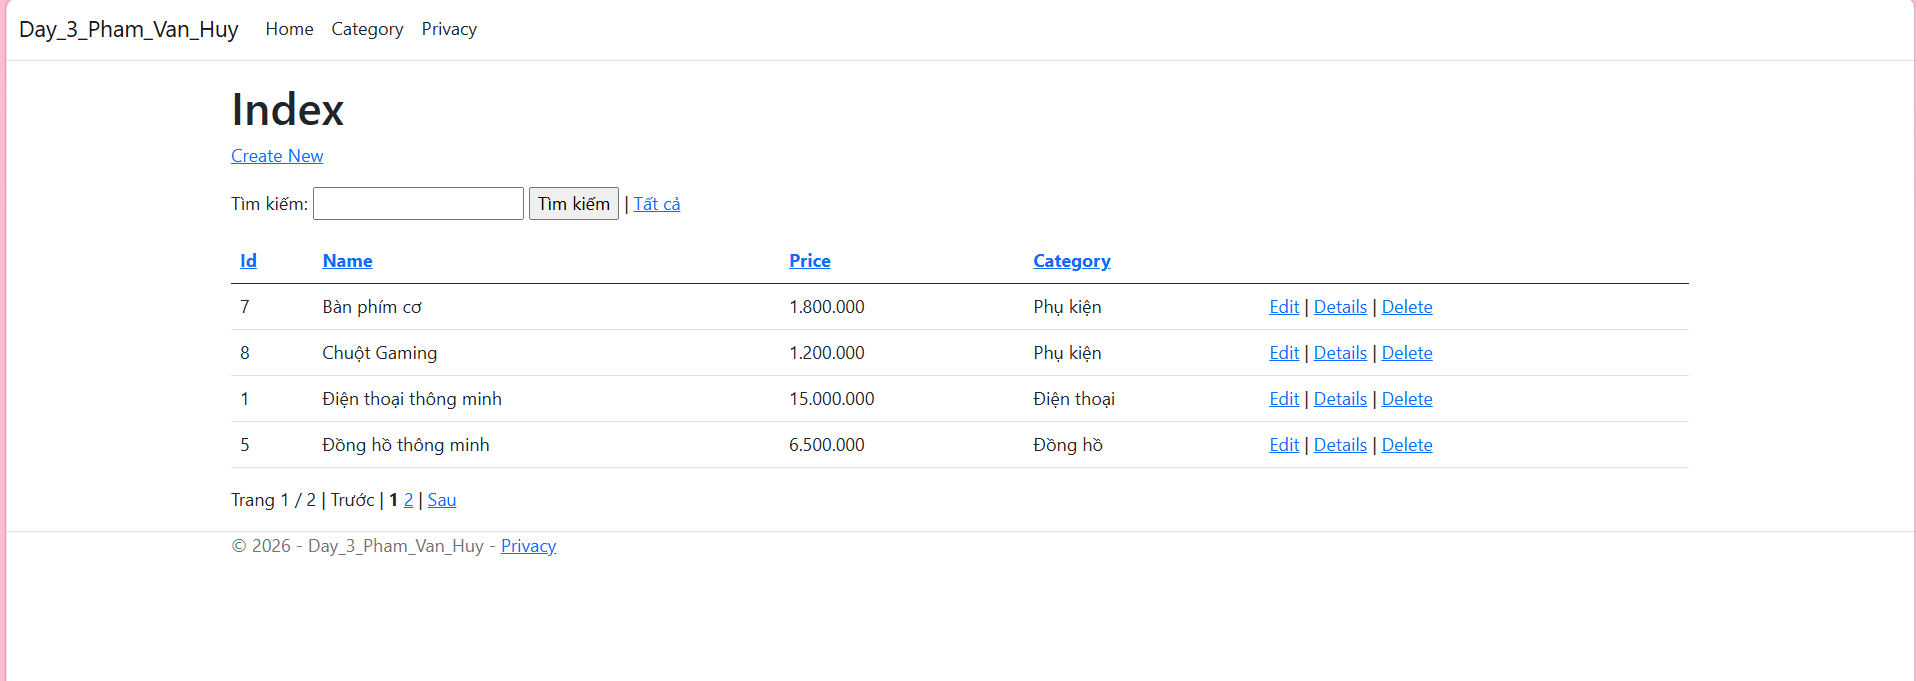 Day_3_Pham_Van_Huy Home Category Privacy
Index
Create New
Tìm kiếm: Tìm kiếm | Tất cả
Id Name Price Category
7 Bàn phím cơ 1.800.000 Phụ kiện Edit | Details | Delete
8 Chuột Gaming 1.200.000 Phụ kiện Edit | Details | Delete
1 Điện thoại thông minh 15.000.000 Điện thoại Edit | Details | Delete
5 Đồng hồ thông minh 6.500.000 Đồng hồ Edit | Details | Delete
Trang 1 / 2 | Trước | 1 2 | Sau
© 2026 - Day_3_Pham_Van_Huy - Privacy